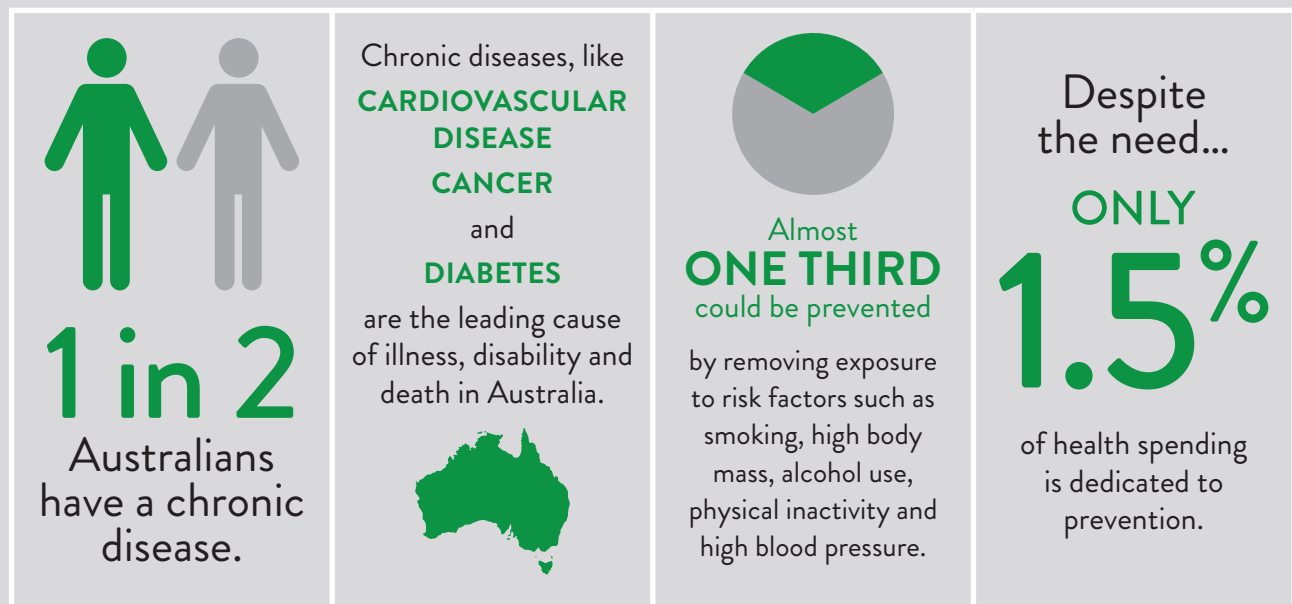 1 in 2
Australians
have a chronic
disease.
Chronic diseases, like
CARDIOVASCULAR
DISEASE
CANCER
and
DIABETES
are the leading cause
of illness, disability and
death in Australia.
Almost
ONE THIRD
could be prevented
by removing exposure
to risk factors such as
smoking, high body
mass, alcohol use,
physical inactivity and
high blood pressure.
Despite
the need...
ONLY
1.5%
of health spending
is dedicated to
prevention.